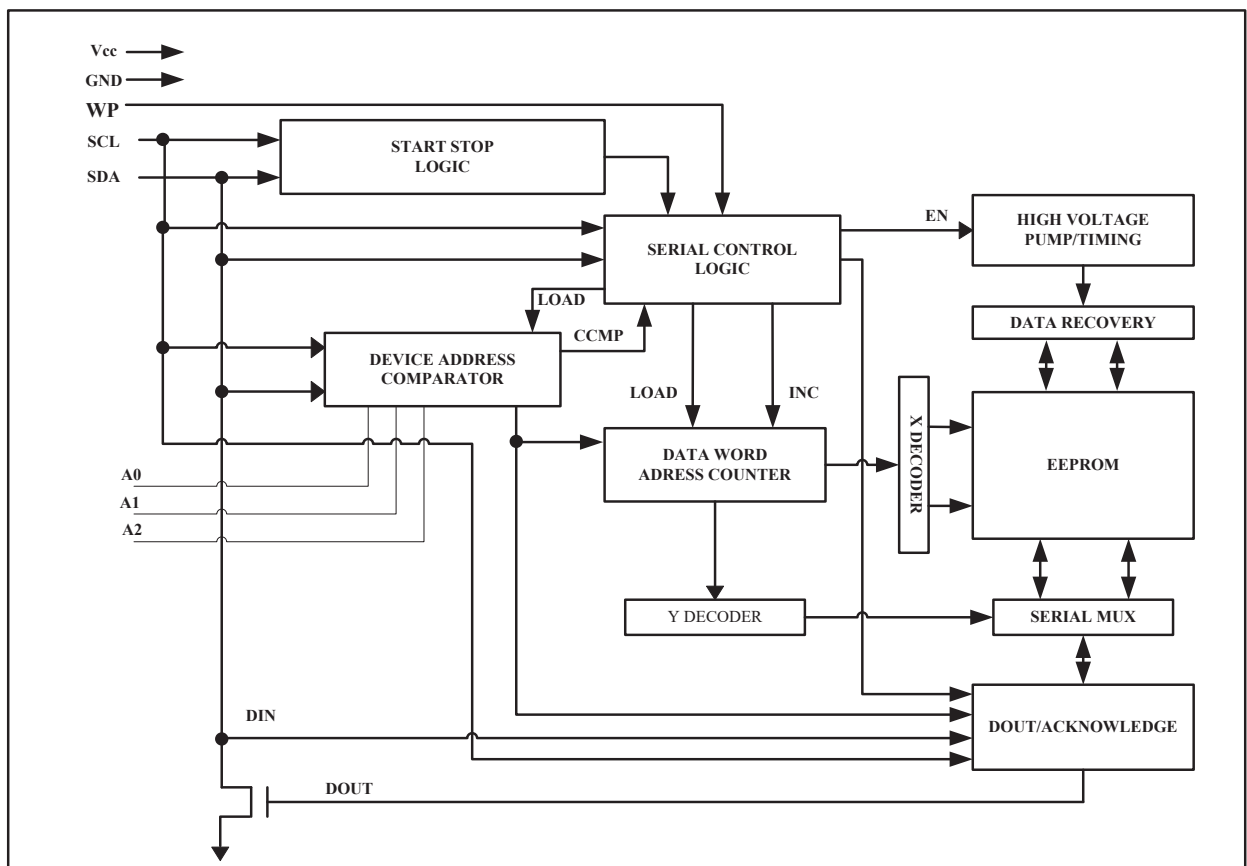 Vcc
GND
WP
SCL
SDA
START STOP
LOGIC
SERIAL CONTROL
LOGIC
EN
HIGH VOLTAGE
PUMP/TIMING
LOAD
CCMP
DATA RECOVERY
DEVICE ADDRESS
COMPARATOR
LOAD
INC
X DECODER
EEPROM
DATA WORD
ADRESS COUNTER
A0
A1
A2
Y DECODER
SERIAL MUX
DIN
DOUT/ACKNOWLEDGE
DOUT